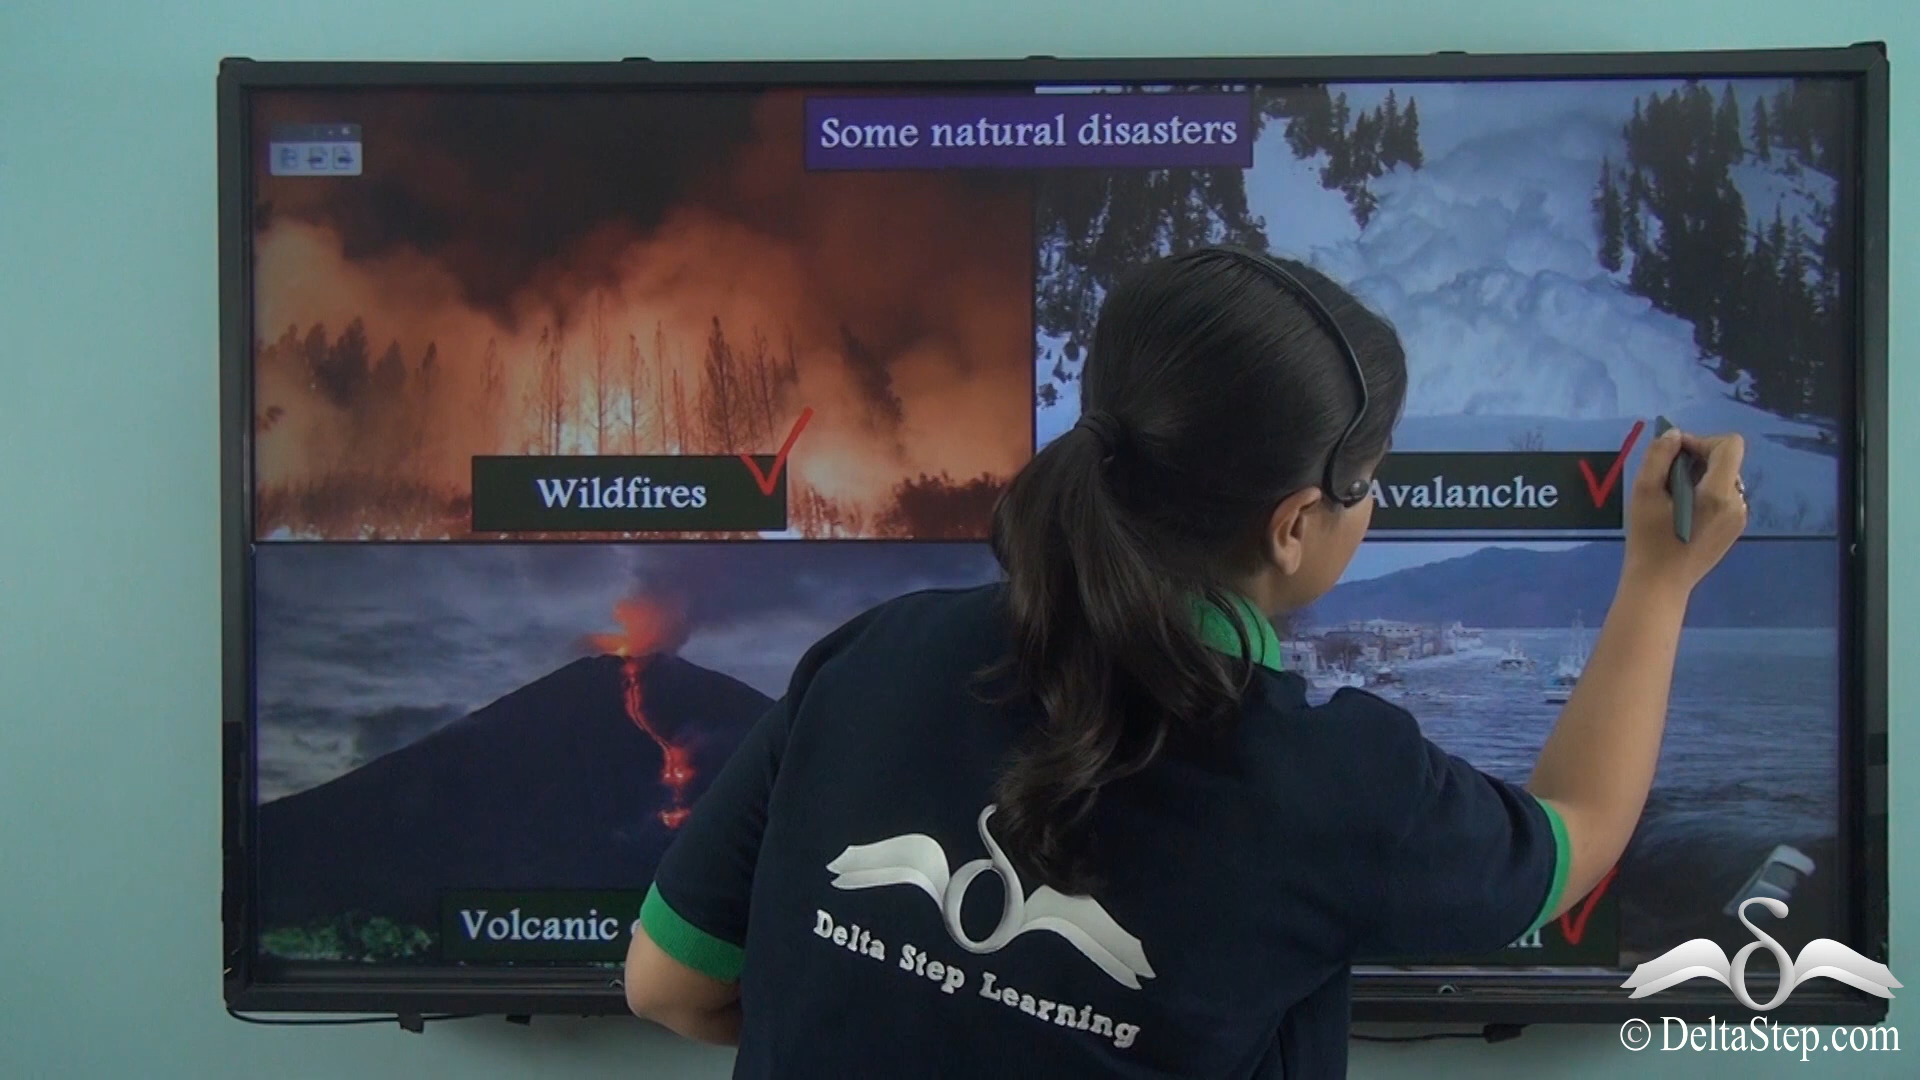 Some natural disasters
Wildfires
Avalanche
Volcanic
Delta Step Learning
© DeltaStep.com